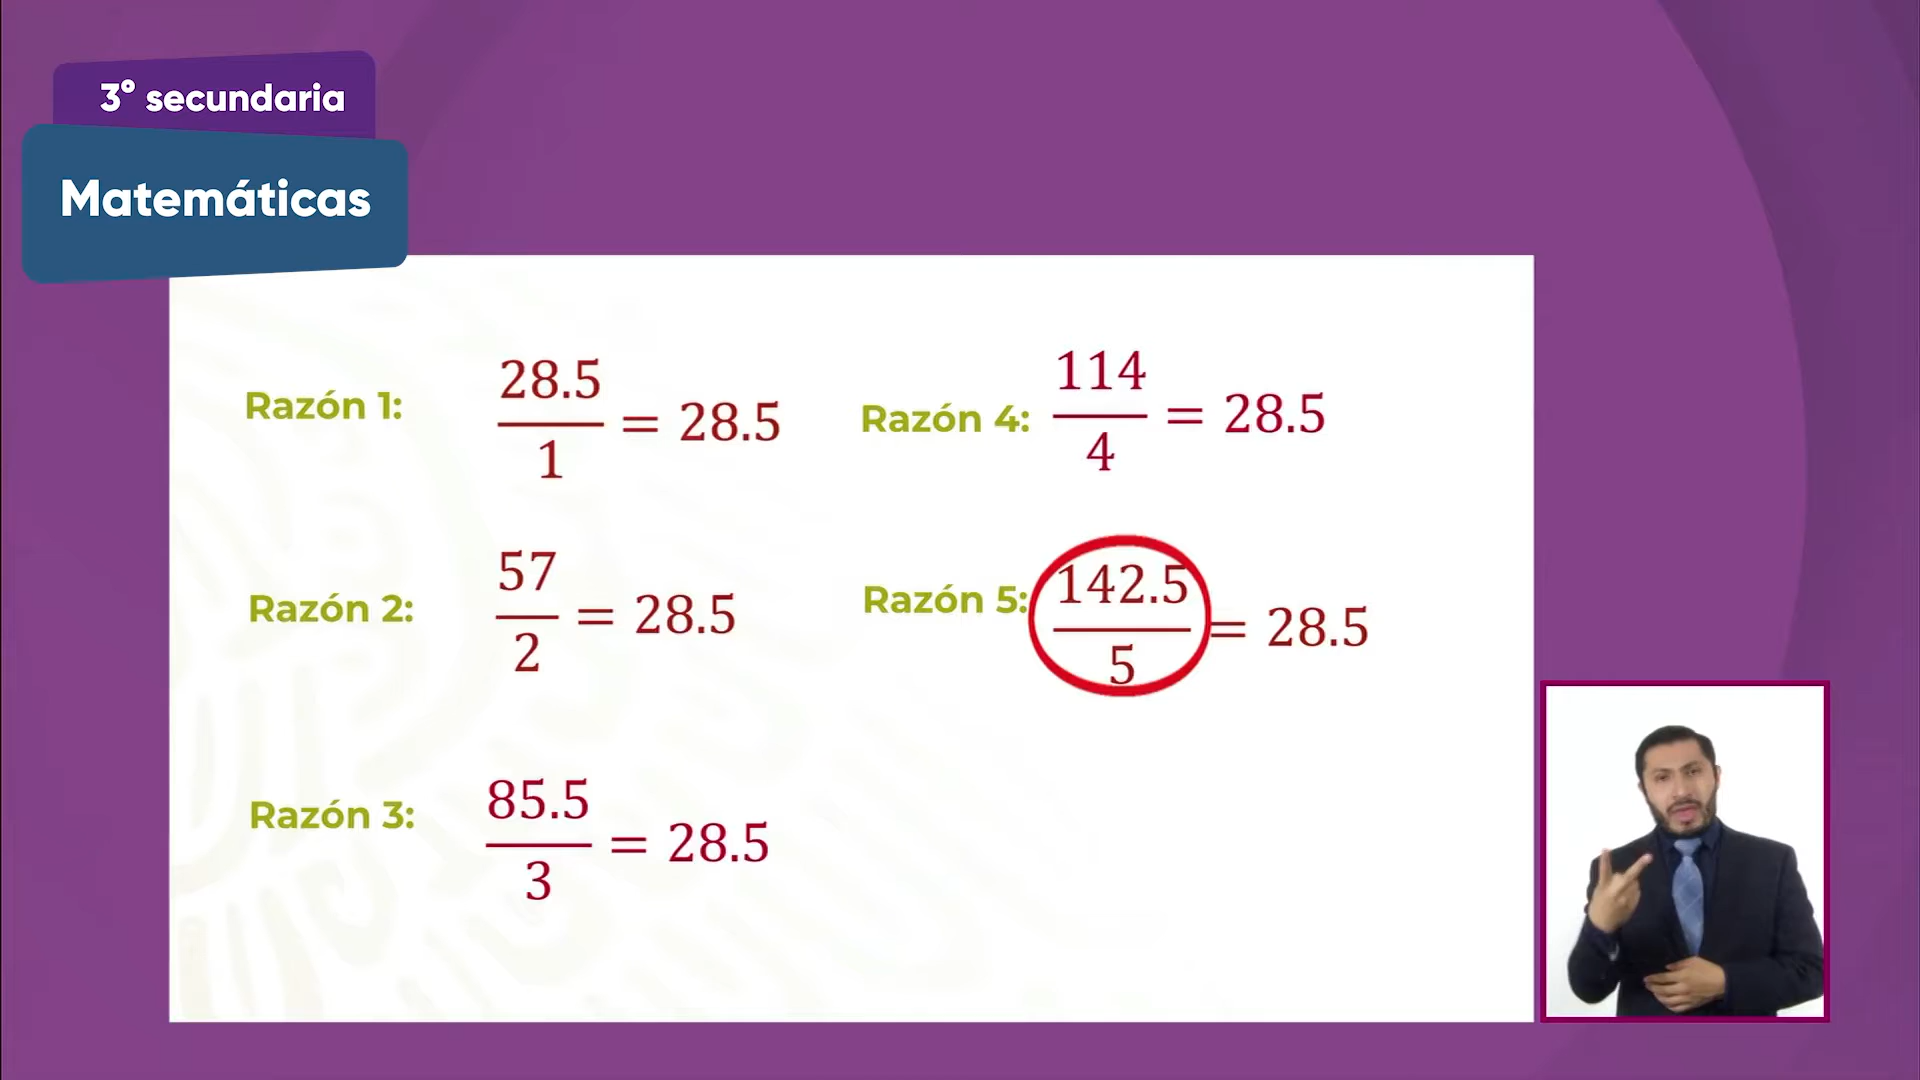 3° secundaria
Matemáticas
Razón 1: 28.5/1 = 28.5
Razón 2: 57/2 = 28.5
Razón 3: 85.5/3 = 28.5
Razón 4: 114/4 = 28.5
Razón 5: 142.5/5 = 28.5